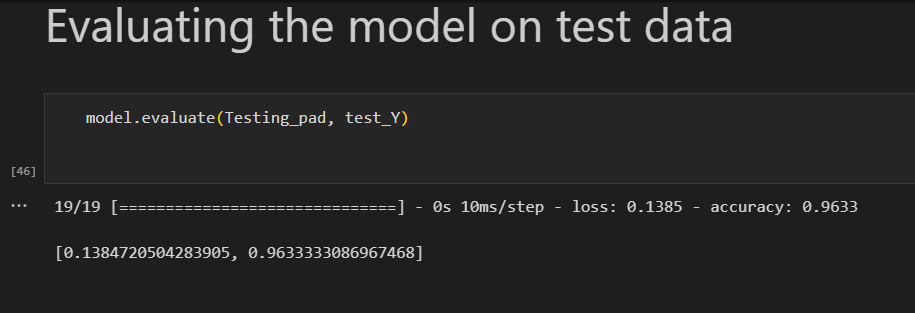 Evaluating the model on test data
model.evaluate(Testing_pad, test_Y)
[46]
... 19/19 [==============================] - 0s 10ms/step - loss: 0.1385 - accuracy: 0.9633
[0.1384720504283905, 0.9633333086967468]